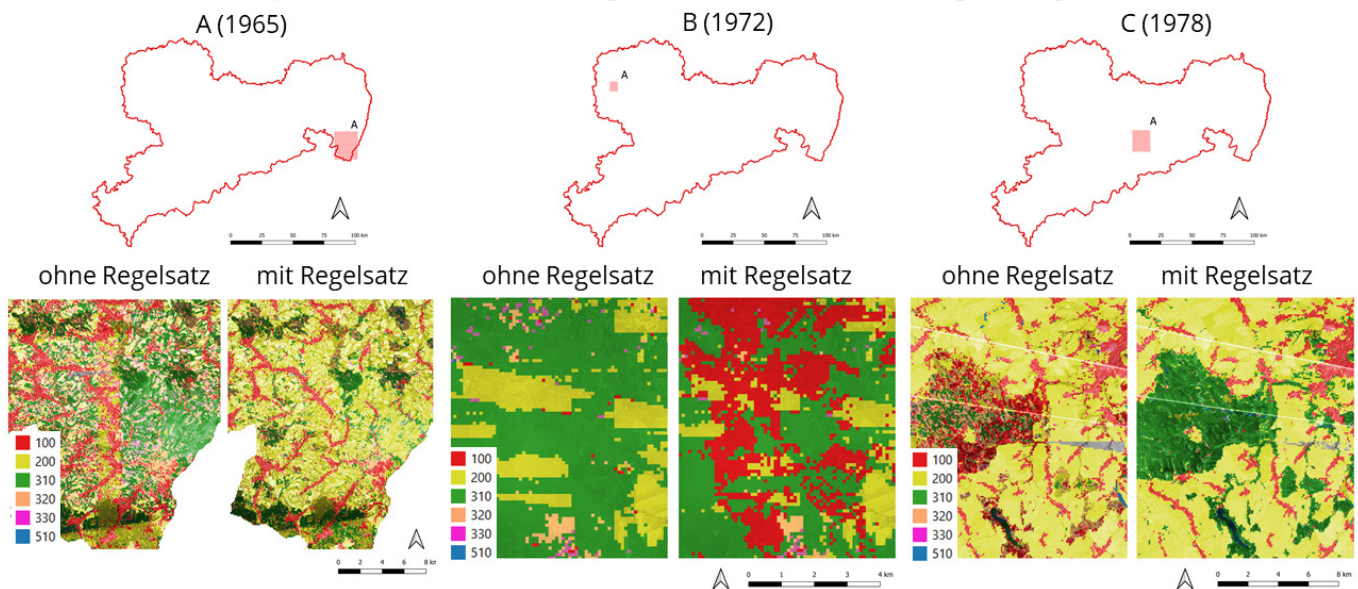 A (1965)
B (1972)
C (1978)
A
A
A
0 25 50 75 100 km
0 25 50 75 100 km
0 25 50 75 100 km
ohne Regelsatz mit Regelsatz
ohne Regelsatz mit Regelsatz
ohne Regelsatz mit Regelsatz
100
200
310
320
330
510
0 2 4 6 8 km
100
200
310
320
330
510
0 1 2 3 4 km
100
200
310
320
330
510
0 2 4 6 8 km